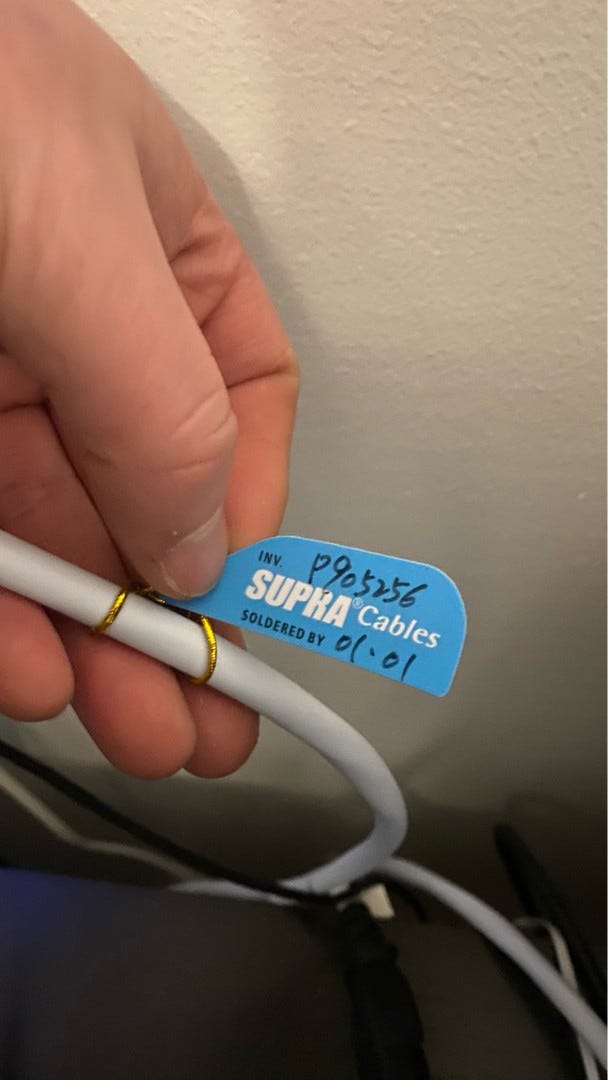 INV. P905256
SUPRA® Cables
SOLDERED BY 01.01